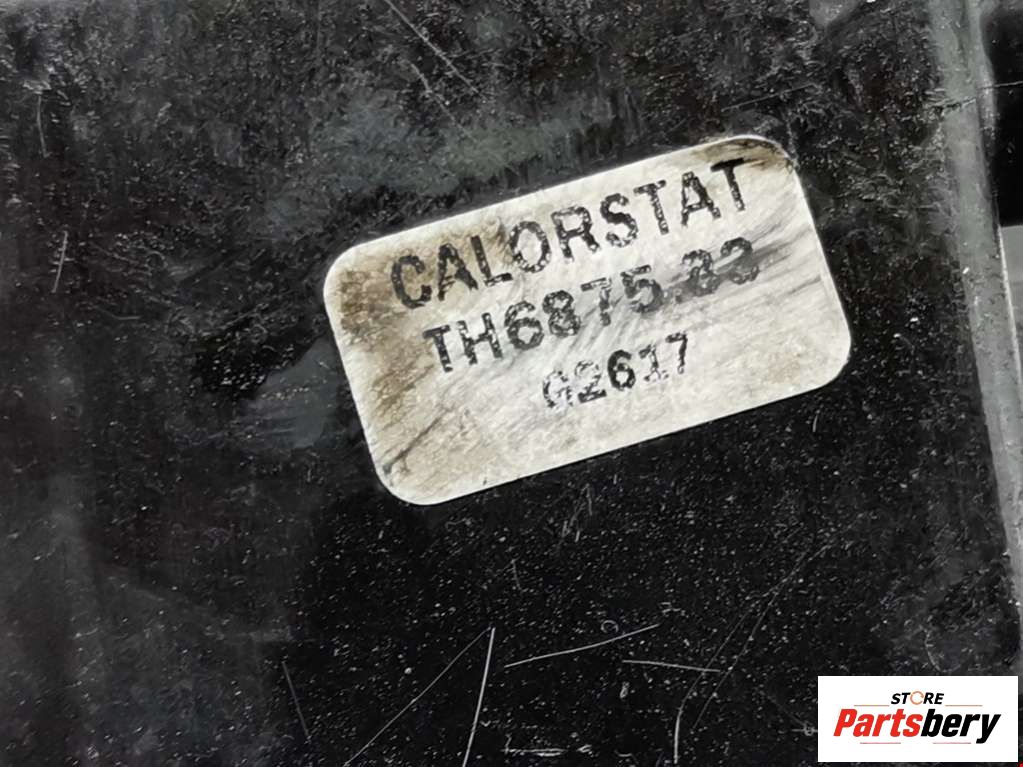 CALORSTAT
TH6875.83
G2617
STORE
Partsbery